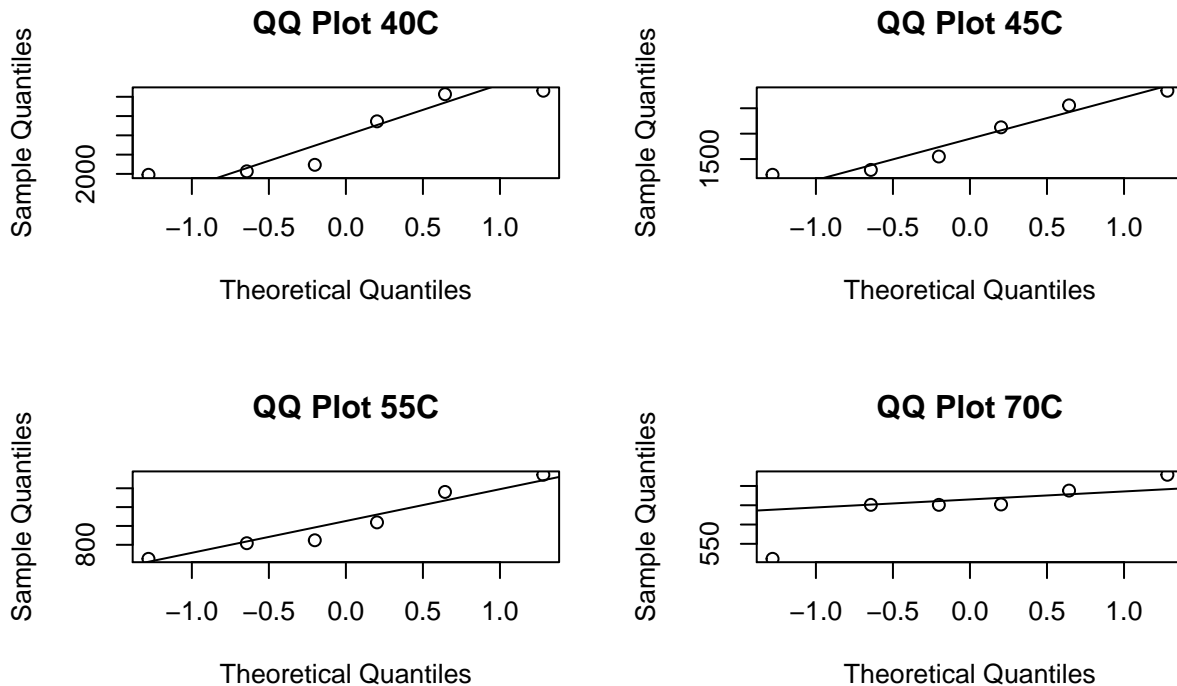 QQ Plot 40C
Sample Quantiles
2000
−1.0 −0.5 0.0 0.5 1.0
Theoretical Quantiles
QQ Plot 45C
Sample Quantiles
1500
−1.0 −0.5 0.0 0.5 1.0
Theoretical Quantiles
QQ Plot 55C
Sample Quantiles
800
−1.0 −0.5 0.0 0.5 1.0
Theoretical Quantiles
QQ Plot 70C
Sample Quantiles
550
−1.0 −0.5 0.0 0.5 1.0
Theoretical Quantiles